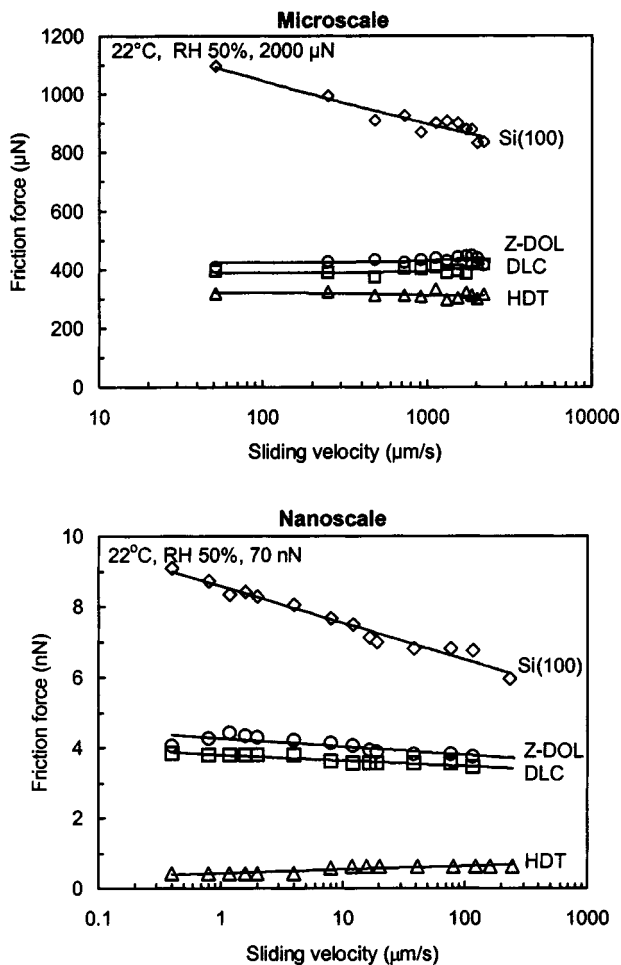 Microscale
22°C, RH 50%, 2000 µN
1200
1000
800
600
400
200
0
Friction force (µN)
Si(100)
Z-DOL
DLC
HDT
10
100
1000
10000
Sliding velocity (µm/s)
Nanoscale
22°C, RH 50%, 70 nN
10
8
6
4
2
0
Friction force (nN)
Si(100)
Z-DOL
DLC
HDT
0.1
1
10
100
1000
Sliding velocity (µm/s)